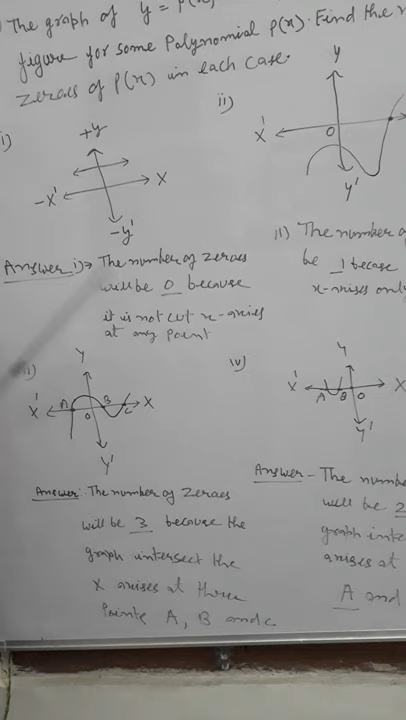 The graph of y = P(x)
figure for some Polynomial P(x). Find the
zeroes of P(x) in each case.
i)
+y
X
-X'
-y'
ii)
y
X'
O
y'
Answer i)→ The number of zeroes
will be 0 because
it is not cut x-axies
at any Point
ii) The number
be 1 becase
x-axises only
Y
X'
A
O
B
C
X
Y'
iv)
Y
X'
A
B
O
X
Y'
Answer: The number of Zeroes
will be 3 because the
graph intersect the
X axises at three
Points A, B and c
Answer - The number
will be 2
graph inte
axises at
A and